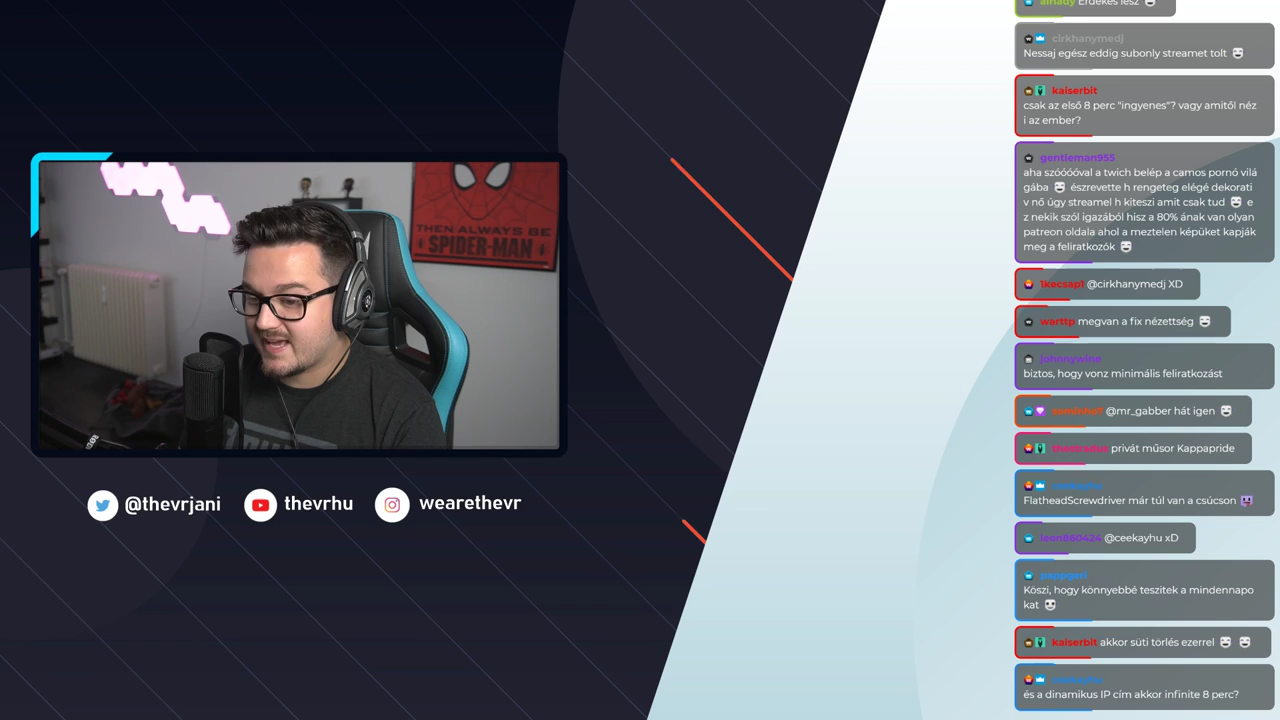 THEN ALWAYS BE
SPIDER-MAN
@thevrjani
thevrhu
wearethevr
alnady Érdekes lesz
cirkhanymedj
Nessaj egész eddig subonly streamet tolt
kaiserbit
csak az első 8 perc "ingyenes"? vagy amitől néz
i az ember?
gentleman955
aha szóóóóval a twich belép a camos pornó vilá
gába észrevette h rengeteg elégé dekorati
v nő úgy streamel h kiteszi amit csak tud e
z nekik szól igazából hisz a 80% ának van olyan
patreon oldala ahol a meztelen képüket kapják
meg a feliratkozók
1kecsap1 @cirkhanymedj XD
warttp megvan a fix nézettség
johnnywine
biztos, hogy vonz minimális feliratkozást
@mr_gabber hát igen
privát műsor Kappapride
FlatheadScrewdriver már túl van a csúcson
leon860424 @ceekayhu xD
Köszi, hogy könnyebbé teszitek a mindennapo
kat
kaiserbit akkor süti törlés ezerrel
és a dinamikus IP cím akkor infinite 8 perc?